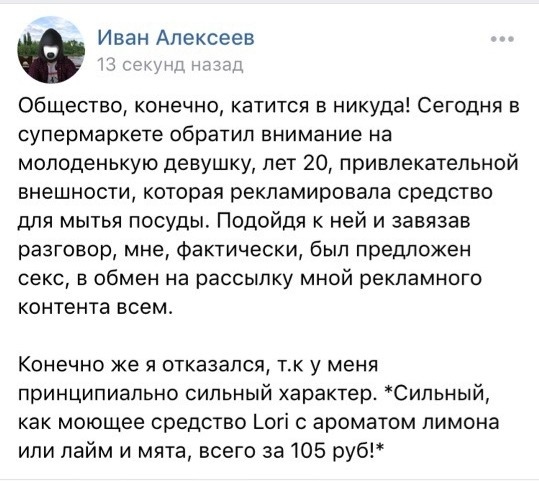 Иван Алексеев
13 секунд назад
Общество, конечно, катится в никуда! Сегодня в
супермаркете обратил внимание на
молоденькую девушку, лет 20, привлекательной
внешности, которая рекламировала средство
для мытья посуды. Подойдя к ней и завязав
разговор, мне, фактически, был предложен
секс, в обмен на рассылку мной рекламного
контента всем.
Конечно же я отказался, т.к у меня
принципиально сильный характер. *Сильный,
как моющее средство Lori с ароматом лимона
или лайм и мята, всего за 105 руб!*